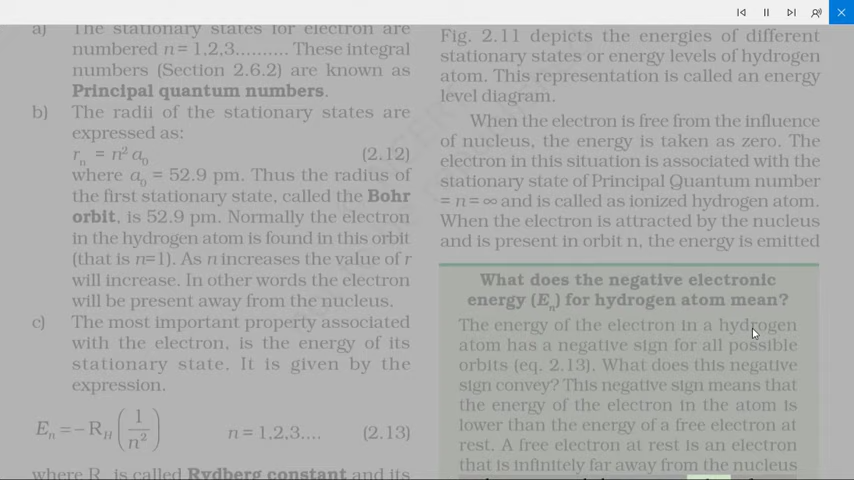 a) The stationary states for electron are
numbered n = 1,2,3.......... These integral
numbers (Section 2.6.2) are known as
Principal quantum numbers.
b) The radii of the stationary states are
expressed as:
rₙ = n² a₀ (2.12)
where a₀ = 52.9 pm. Thus the radius of
the first stationary state, called the Bohr
orbit, is 52.9 pm. Normally the electron
in the hydrogen atom is found in this orbit
(that is n=1). As n increases the value of r
will increase. In other words the electron
will be present away from the nucleus.
c) The most important property associated
with the electron, is the energy of its
stationary state. It is given by the
expression.
Eₙ = − R_H (1/n²) n = 1,2,3.... (2.13)
where R is called Rydberg constant and its
Fig. 2.11 depicts the energies of different
stationary states or energy levels of hydrogen
atom. This representation is called an energy
level diagram.
When the electron is free from the influence
of nucleus, the energy is taken as zero. The
electron in this situation is associated with the
stationary state of Principal Quantum number
= n = ∞ and is called as ionized hydrogen atom.
When the electron is attracted by the nucleus
and is present in orbit n, the energy is emitted
What does the negative electronic
energy (Eₙ) for hydrogen atom mean?
The energy of the electron in a hydrogen
atom has a negative sign for all possible
orbits (eq. 2.13). What does this negative
sign convey? This negative sign means that
the energy of the electron in the atom is
lower than the energy of a free electron at
rest. A free electron at rest is an electron
that is infinitely far away from the nucleus